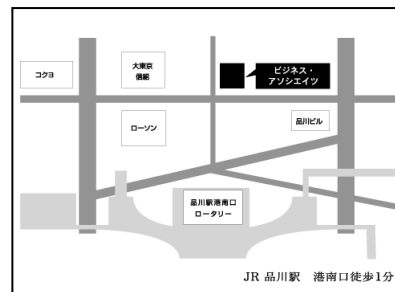 コクヨ
大東京
信組
ビジネス・
アソシエイツ
ローソン
品川ビル
品川駅港南口
ロータリー
JR 品川駅 港南口徒歩1分